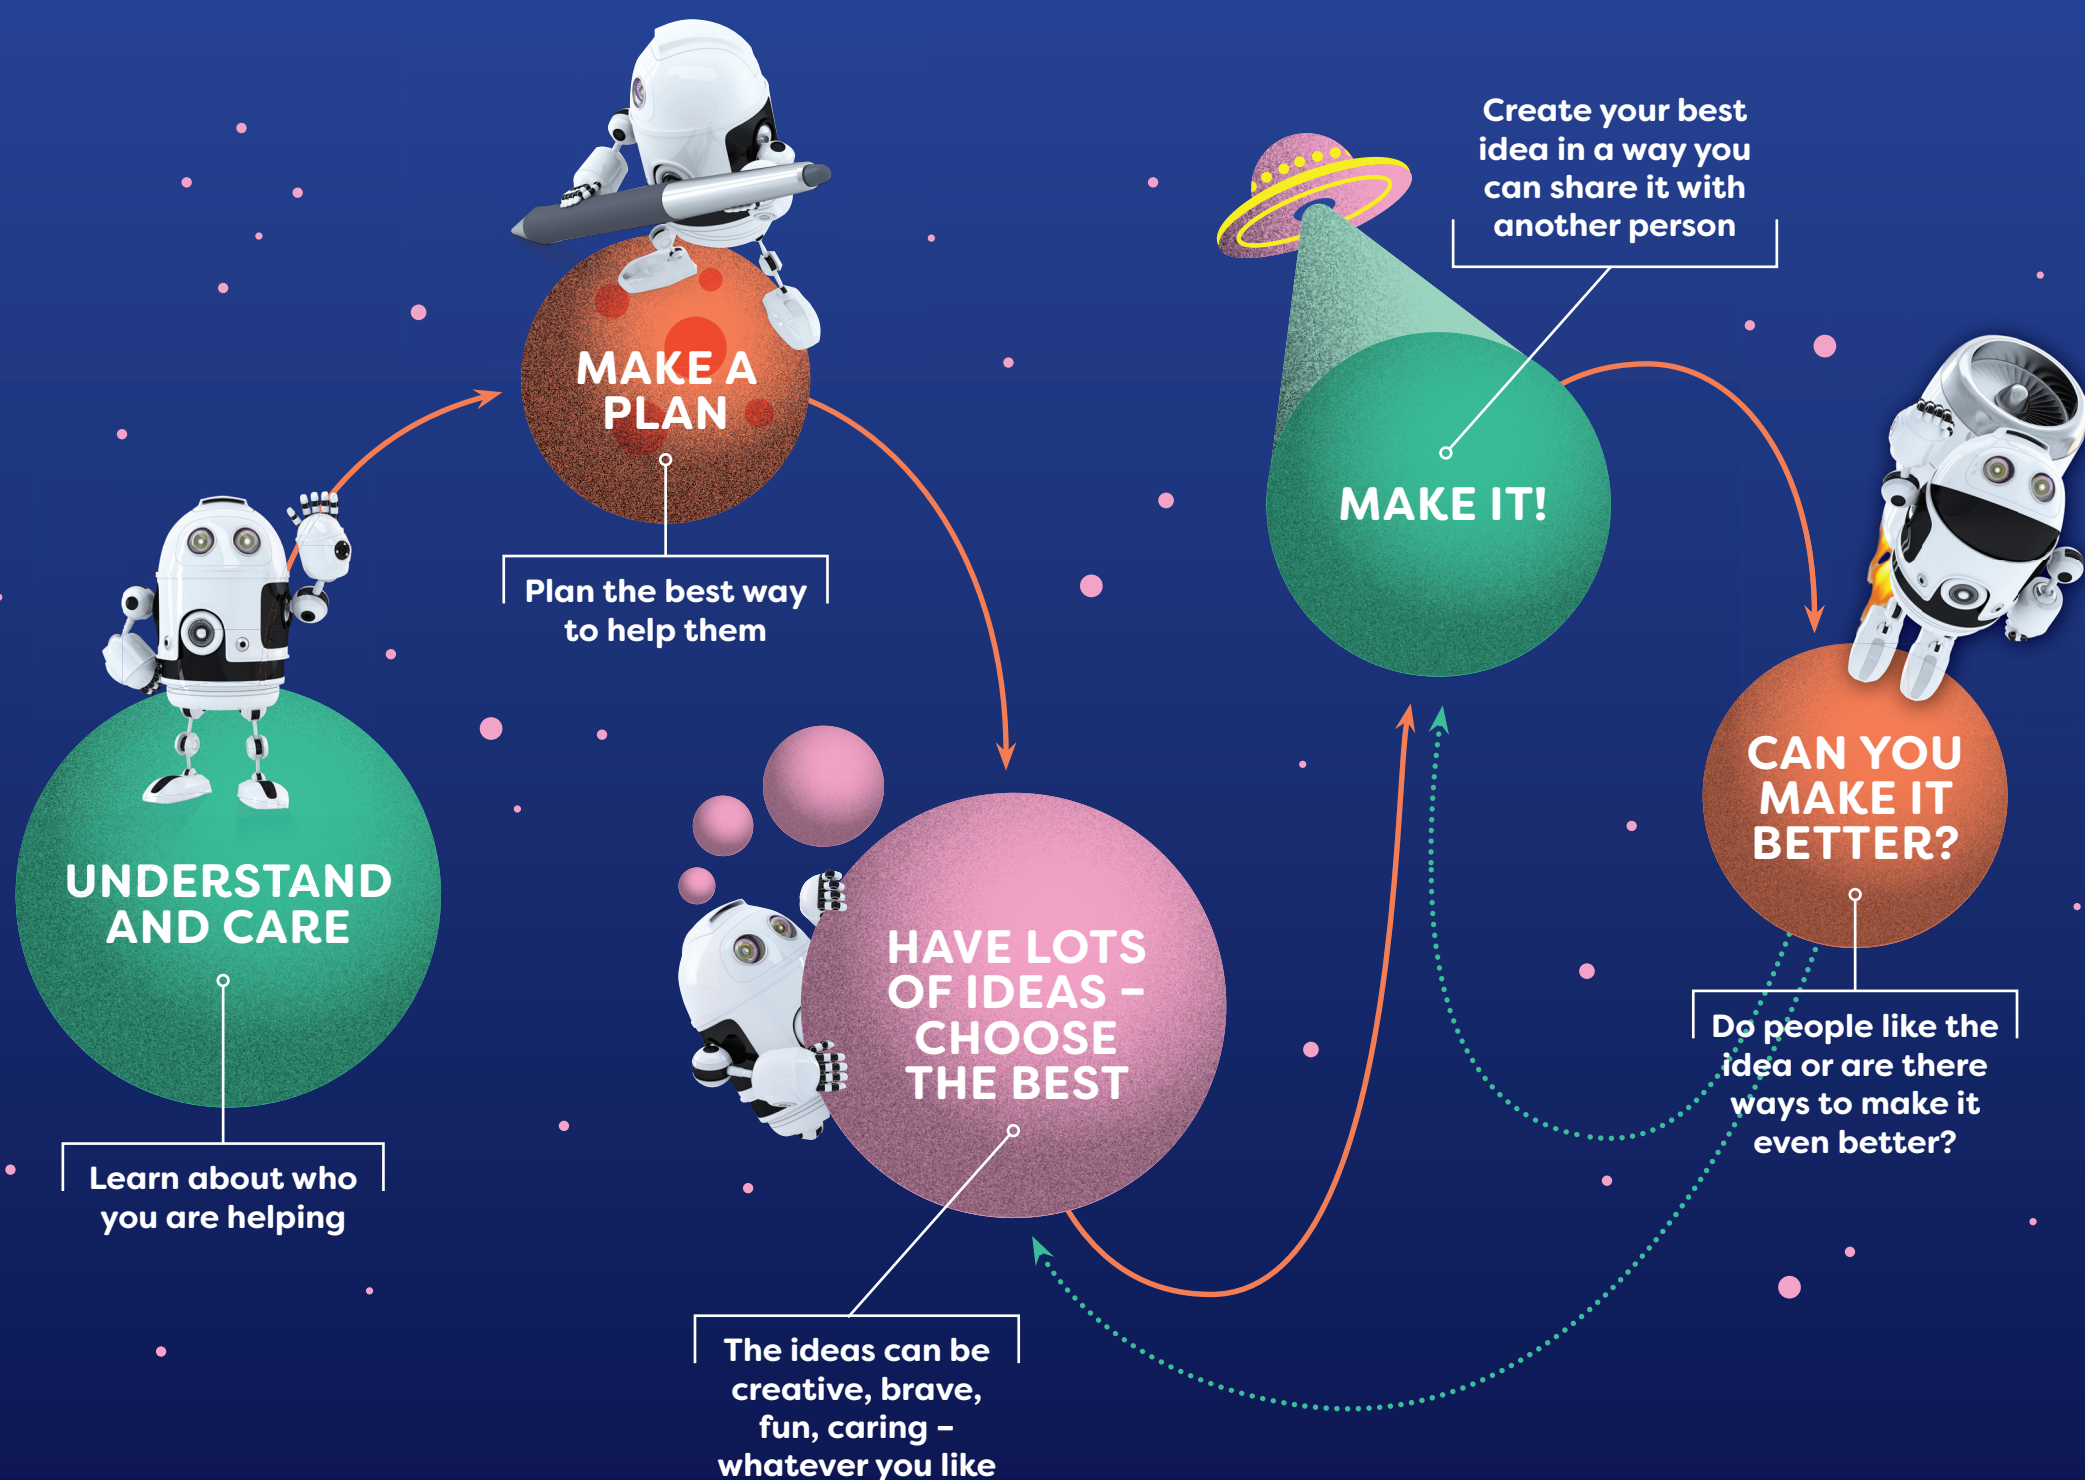 UNDERSTAND
AND CARE
Learn about who
you are helping
MAKE A
PLAN
Plan the best way
to help them
HAVE LOTS
OF IDEAS –
CHOOSE
THE BEST
The ideas can be
creative, brave,
fun, caring –
whatever you like
MAKE IT!
Create your best
idea in a way you
can share it with
another person
CAN YOU
MAKE IT
BETTER?
Do people like the
idea or are there
ways to make it
even better?